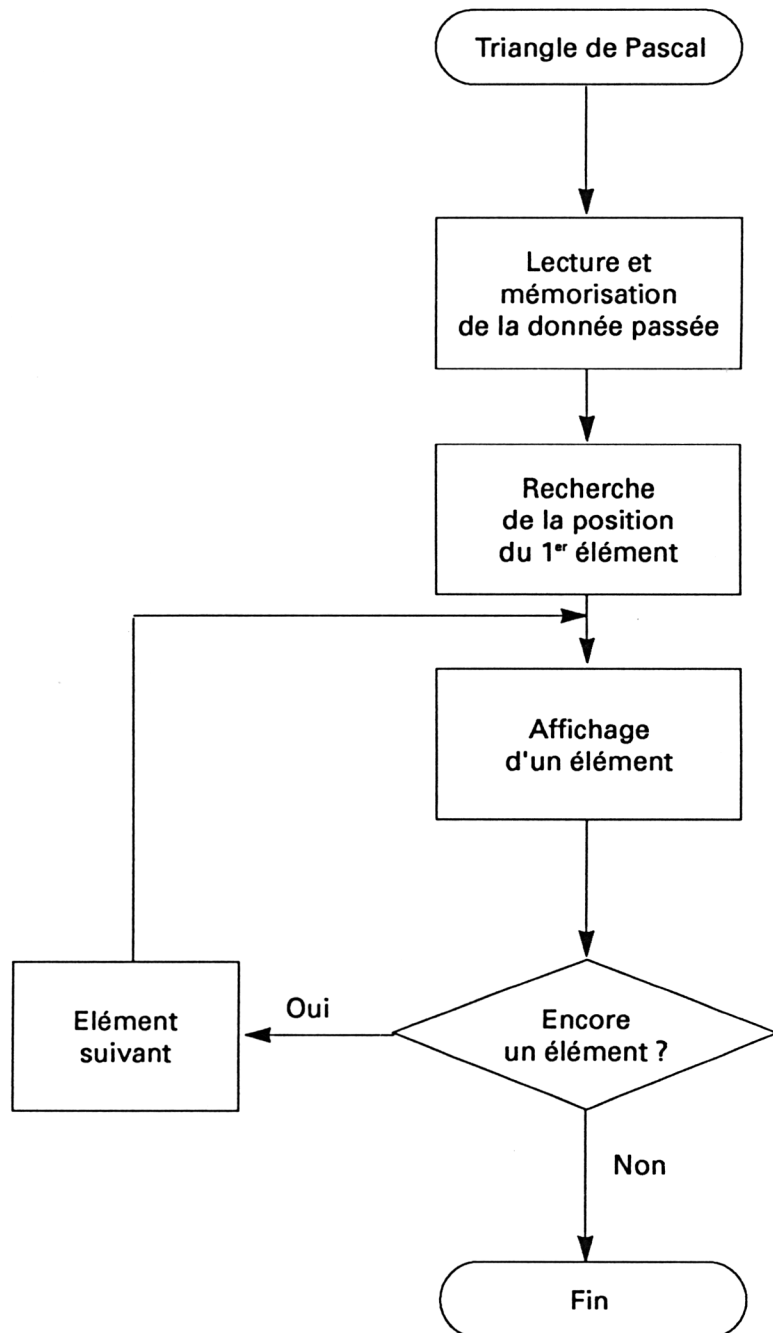 Triangle de Pascal
Lecture et
mémorisation
de la donnée passée
Recherche
de la position
du 1er élément
Affichage
d'un élément
Elément
suivant
Oui
Encore
un élément ?
Non
Fin